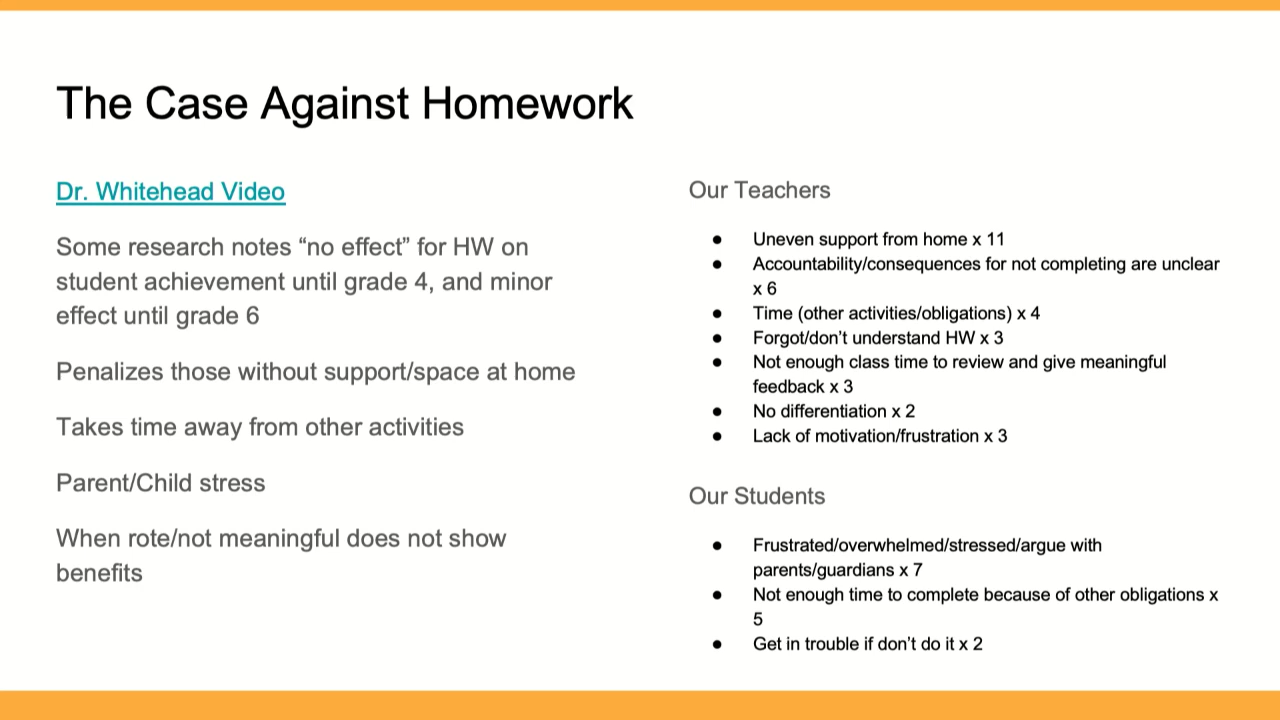 The Case Against Homework
Dr. Whitehead Video
Some research notes “no effect” for HW on
student achievement until grade 4, and minor
effect until grade 6
Penalizes those without support/space at home
Takes time away from other activities
Parent/Child stress
When rote/not meaningful does not show
benefits
Our Teachers
● Uneven support from home x 11
● Accountability/consequences for not completing are unclear
x 6
● Time (other activities/obligations) x 4
● Forgot/don’t understand HW x 3
● Not enough class time to review and give meaningful
feedback x 3
● No differentiation x 2
● Lack of motivation/frustration x 3
Our Students
● Frustrated/overwhelmed/stressed/argue with
parents/guardians x 7
● Not enough time to complete because of other obligations x
5
● Get in trouble if don’t do it x 2